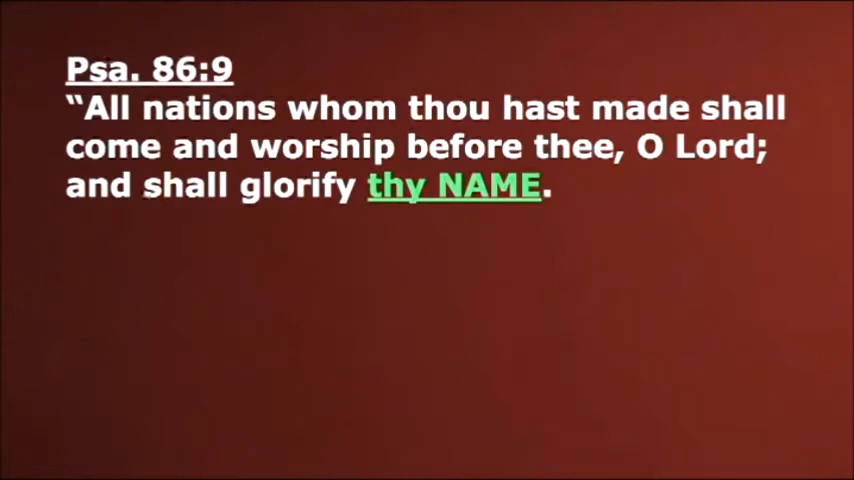 Psa. 86:9
“All nations whom thou hast made shall
come and worship before thee, O Lord;
and shall glorify thy NAME.